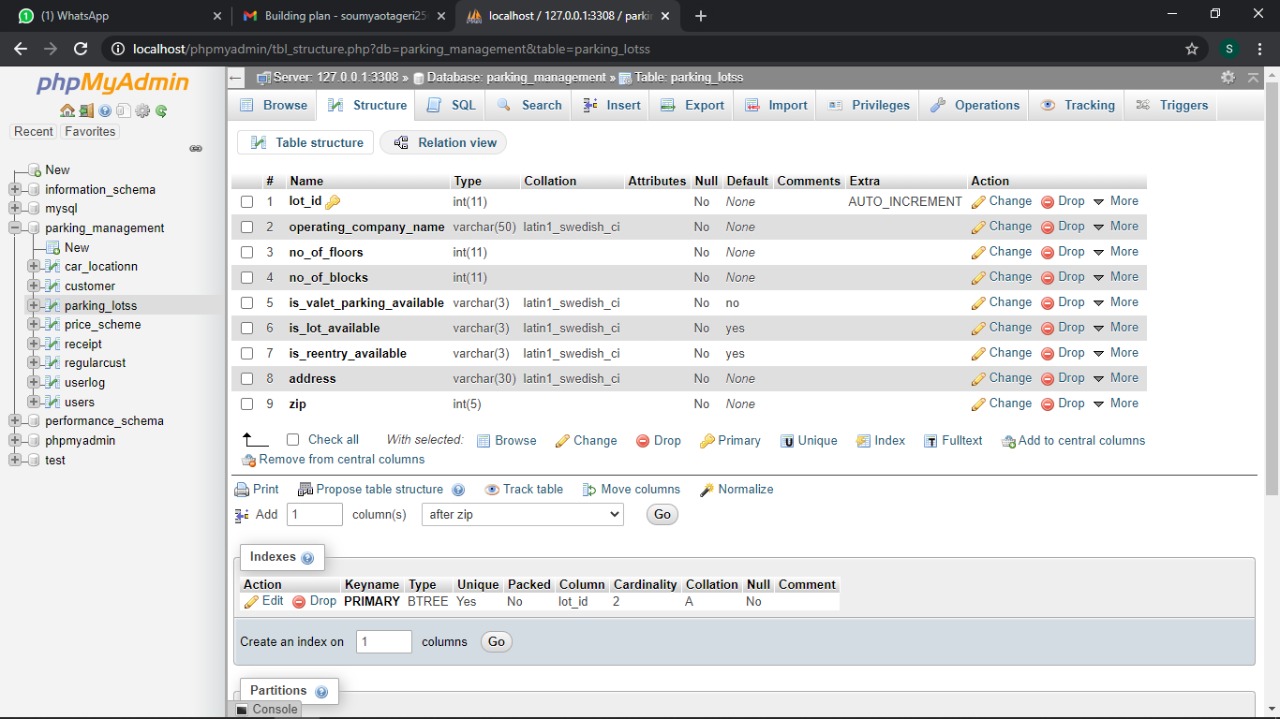 (1) WhatsApp
Building plan - soumyaotageri25
localhost / 127.0.0.1:3308 / parki
localhost/phpmyadmin/tbl_structure.php?db=parking_management&table=parking_lotss
S
phpMyAdmin
Recent Favorites
New
information_schema
mysql
parking_management
New
car_locationn
customer
parking_lotss
price_scheme
receipt
regularcust
userlog
users
performance_schema
phpmyadmin
test
Server: 127.0.0.1:3308 » Database: parking_management » Table: parking_lotss
Browse Structure SQL Search Insert Export Import Privileges Operations Tracking Triggers
Table structure Relation view
# Name Type Collation Attributes Null Default Comments Extra Action
1 lot_id int(11) No None AUTO_INCREMENT Change Drop More
2 operating_company_name varchar(50) latin1_swedish_ci No None Change Drop More
3 no_of_floors int(11) No None Change Drop More
4 no_of_blocks int(11) No None Change Drop More
5 is_valet_parking_available varchar(3) latin1_swedish_ci No no Change Drop More
6 is_lot_available varchar(3) latin1_swedish_ci No yes Change Drop More
7 is_reentry_available varchar(3) latin1_swedish_ci No yes Change Drop More
8 address varchar(30) latin1_swedish_ci No None Change Drop More
9 zip int(5) No None Change Drop More
Check all With selected: Browse Change Drop Primary Unique Index Fulltext Add to central columns
Remove from central columns
Print Propose table structure Track table Move columns Normalize
Add 1 column(s) after zip Go
Indexes
Action Keyname Type Unique Packed Column Cardinality Collation Null Comment
Edit Drop PRIMARY BTREE Yes No lot_id 2 A No
Create an index on 1 columns Go
Partitions
Console